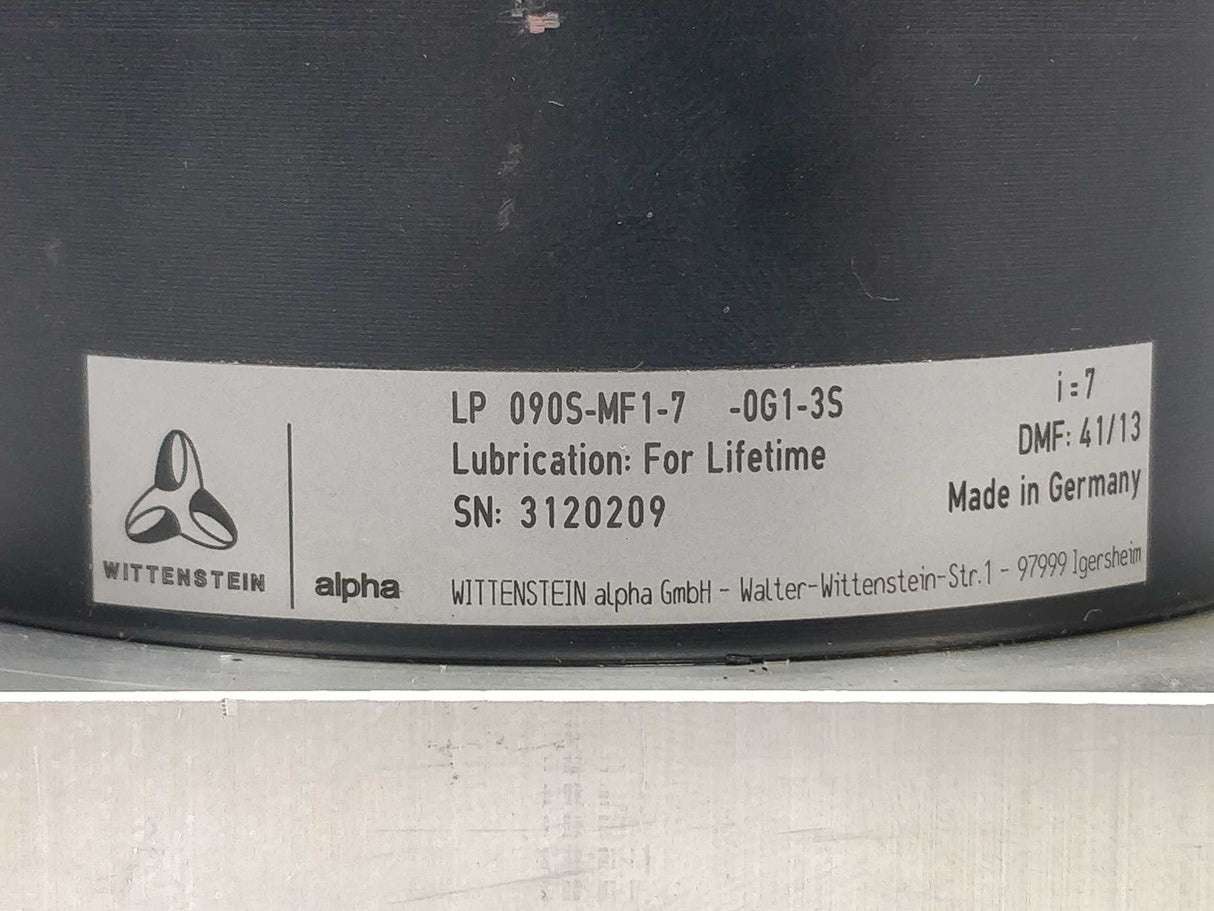 LP 090S-MF1-7 -0G1-3S
i=7
Lubrication: For Lifetime
DMF: 41/13
SN: 3120209
Made in Germany
WITTENSTEIN
alpha
WITTENSTEIN alpha GmbH - Walter-Wittenstein-Str.1 - 97999 Igersheim